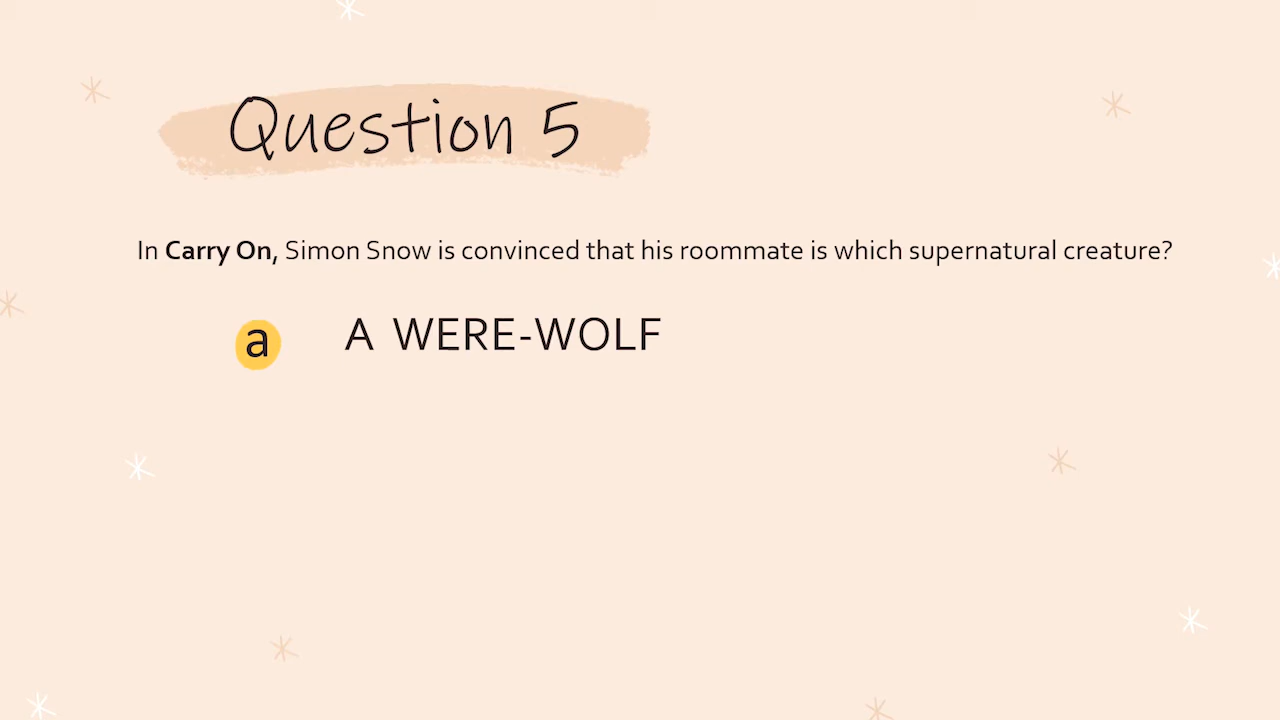 Question 5
In Carry On, Simon Snow is convinced that his roommate is which supernatural creature?
a A WERE-WOLF